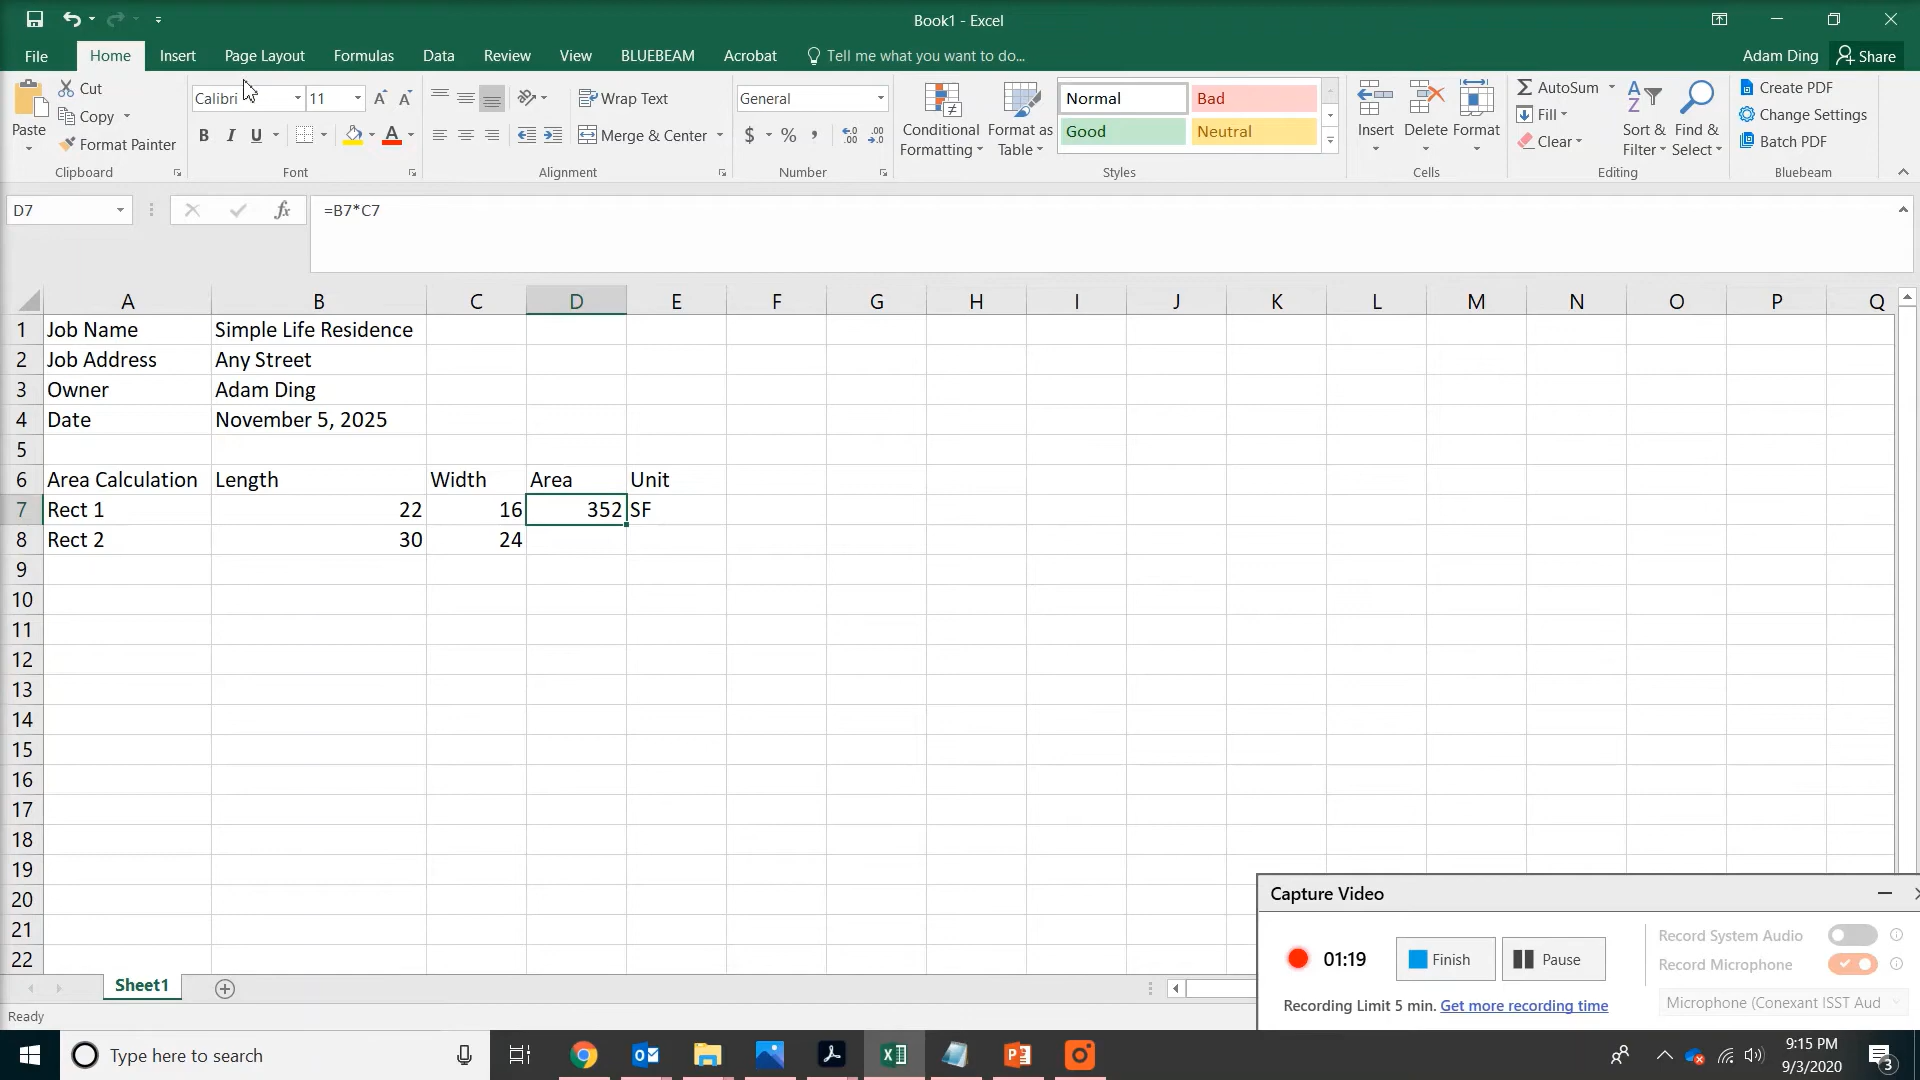 Book1 - Excel
File Home Insert Page Layout Formulas Data Review View BLUEBEAM Acrobat Tell me what you want to do... Adam Ding Share
Paste
Cut
Copy
Format Painter
Clipboard
Calibri 11
B I U A
Font
Wrap Text
Merge & Center
Alignment
General
$ % ,
Number
Conditional Formatting
Format as Table
Normal Bad
Good Neutral
Styles
Insert Delete Format
Cells
AutoSum
Fill
Clear
Sort & Filter
Find & Select
Editing
Create PDF
Change Settings
Batch PDF
Bluebeam
D7 fx =B7*C7
A B C D E F G H I J K L M N O P Q
1 Job Name Simple Life Residence
2 Job Address Any Street
3 Owner Adam Ding
4 Date November 5, 2025
5
6 Area Calculation Length Width Area Unit
7 Rect 1 22 16 352 SF
8 Rect 2 30 24
9
10
11
12
13
14
15
16
17
18
19
20
21
22
Sheet1
Ready
Capture Video
01:19 Finish Pause
Recording Limit 5 min. Get more recording time
Record System Audio
Record Microphone
Microphone (Conexant ISST Aud
Type here to search
9:15 PM
9/3/2020
3